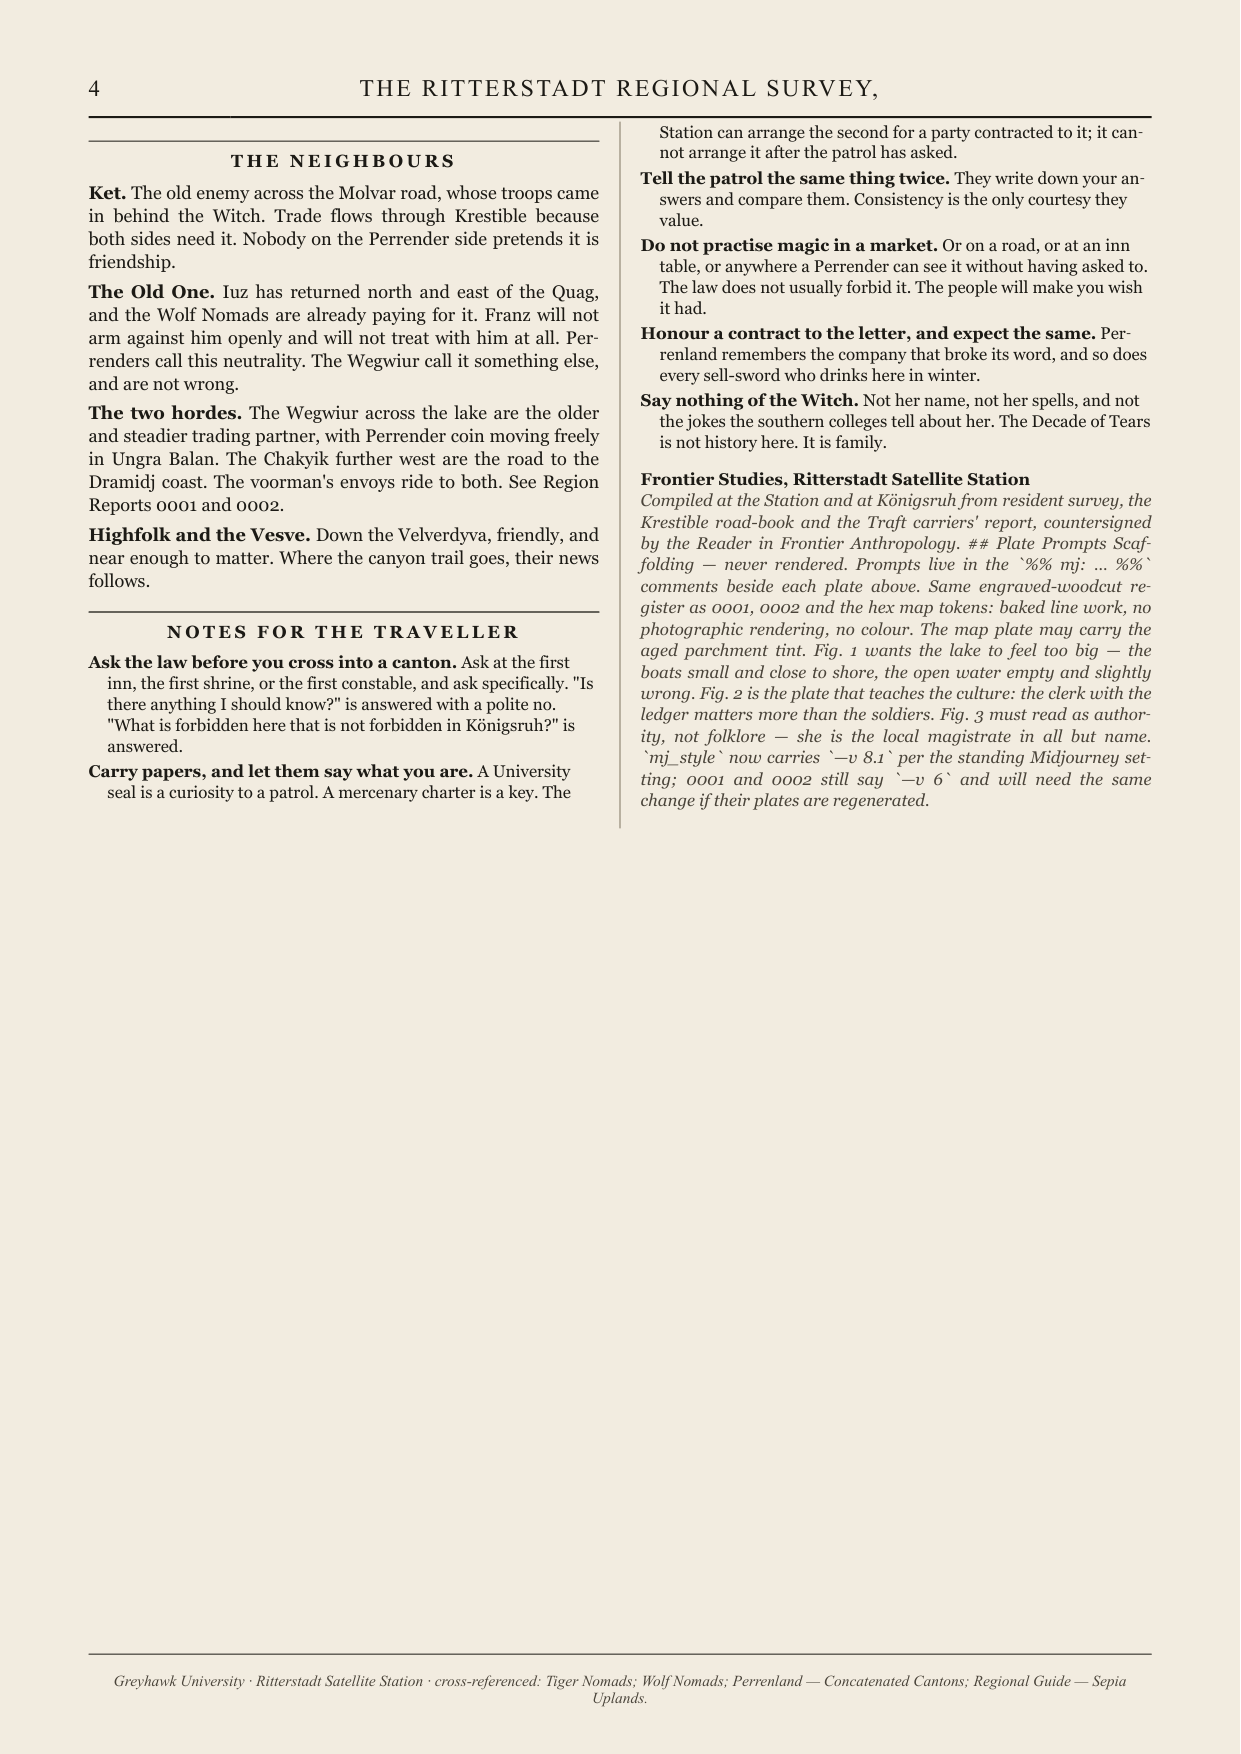 4
THE RITTERSTADT REGIONAL SURVEY,
THE NEIGHBOURS
Ket. The old enemy across the Molvar road, whose troops came
in behind the Witch. Trade flows through Krestible because
both sides need it. Nobody on the Perrender side pretends it is
friendship.
The Old One. Iuz has returned north and east of the Quag,
and the Wolf Nomads are already paying for it. Franz will not
arm against him openly and will not treat with him at all. Per-
renders call this neutrality. The Wegwiur call it something else,
and are not wrong.
The two hordes. The Wegwiur across the lake are the older
and steadier trading partner, with Perrender coin moving freely
in Ungra Balan. The Chakyik further west are the road to the
Dramidj coast. The voorman's envoys ride to both. See Region
Reports 0001 and 0002.
Highfolk and the Vesve. Down the Velverdyva, friendly, and
near enough to matter. Where the canyon trail goes, their news
follows.
NOTES FOR THE TRAVELLER
Ask the law before you cross into a canton. Ask at the first
inn, the first shrine, or the first constable, and ask specifically. "Is
there anything I should know?" is answered with a polite no.
"What is forbidden here that is not forbidden in Königsruh?" is
answered.
Carry papers, and let them say what you are. A University
seal is a curiosity to a patrol. A mercenary charter is a key. The
Station can arrange the second for a party contracted to it; it can-
not arrange it after the patrol has asked.
Tell the patrol the same thing twice. They write down your an-
swers and compare them. Consistency is the only courtesy they
value.
Do not practise magic in a market. Or on a road, or at an inn
table, or anywhere a Perrender can see it without having asked to.
The law does not usually forbid it. The people will make you wish
it had.
Honour a contract to the letter, and expect the same. Per-
renland remembers the company that broke its word, and so does
every sell-sword who drinks here in winter.
Say nothing of the Witch. Not her name, not her spells, and not
the jokes the southern colleges tell about her. The Decade of Tears
is not history here. It is family.
Frontier Studies, Ritterstadt Satellite Station
Compiled at the Station and at Königsruh from resident survey, the
Krestible road-book and the Traft carriers' report, countersigned
by the Reader in Frontier Anthropology. ## Plate Prompts Scaf-
folding — never rendered. Prompts live in the `%% mj: ... %%`
comments beside each plate above. Same engraved-woodcut re-
gister as 0001, 0002 and the hex map tokens: baked line work, no
photographic rendering, no colour. The map plate may carry the
aged parchment tint. Fig. 1 wants the lake to feel too big — the
boats small and close to shore, the open water empty and slightly
wrong. Fig. 2 is the plate that teaches the culture: the clerk with the
ledger matters more than the soldiers. Fig. 3 must read as author-
ity, not folklore — she is the local magistrate in all but name.
`mj_style` now carries `—v 8.1` per the standing Midjourney set-
ting; 0001 and 0002 still say `—v 6` and will need the same
change if their plates are regenerated.
Greyhawk University · Ritterstadt Satellite Station · cross-referenced: Tiger Nomads; Wolf Nomads; Perrenland — Concatenated Cantons; Regional Guide — Sepia
Uplands.